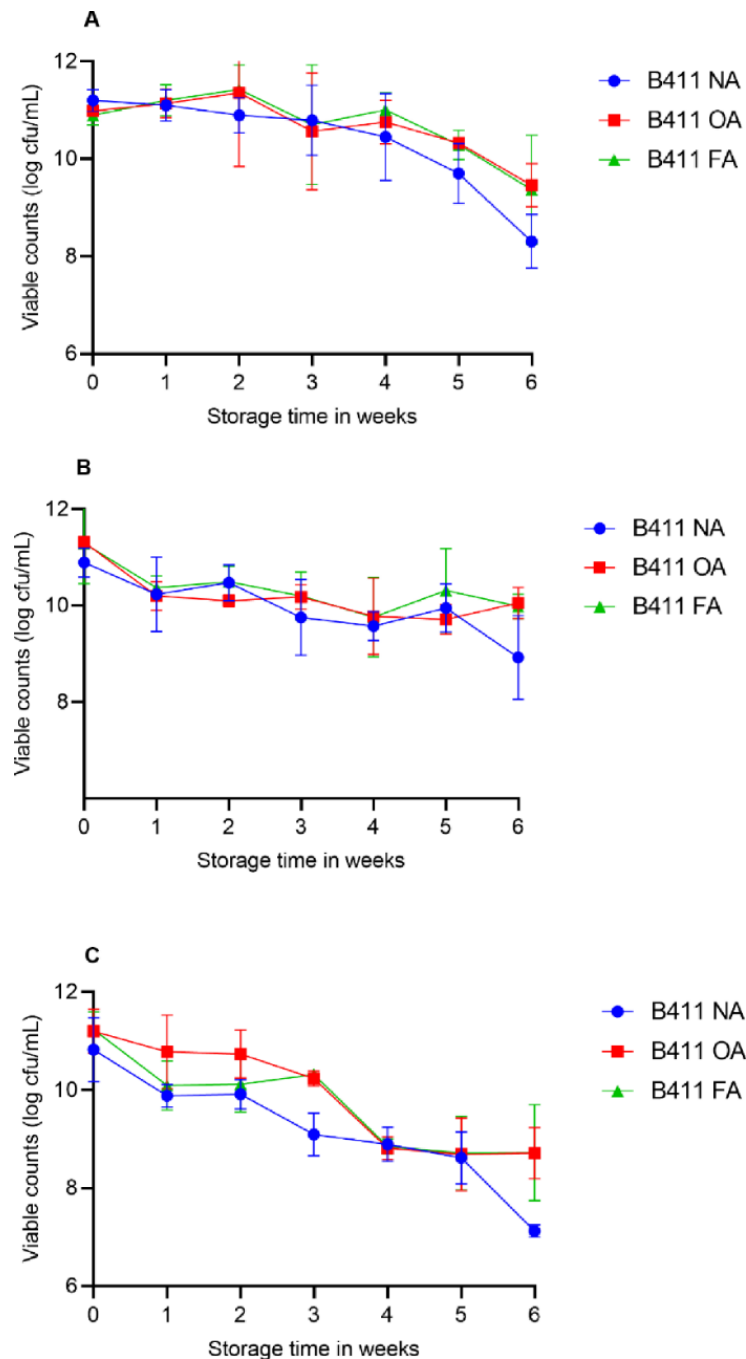 A
Viable counts (log cfu/mL)
12
10
8
6
0 1 2 3 4 5 6
Storage time in weeks
B411 NA
B411 OA
B411 FA
B
Viable counts (log cfu/mL)
12
10
8
0 1 2 3 4 5 6
Storage time in weeks
B411 NA
B411 OA
B411 FA
C
Viable counts (log cfu/mL)
12
10
8
6
0 1 2 3 4 5 6
Storage time in weeks
B411 NA
B411 OA
B411 FA